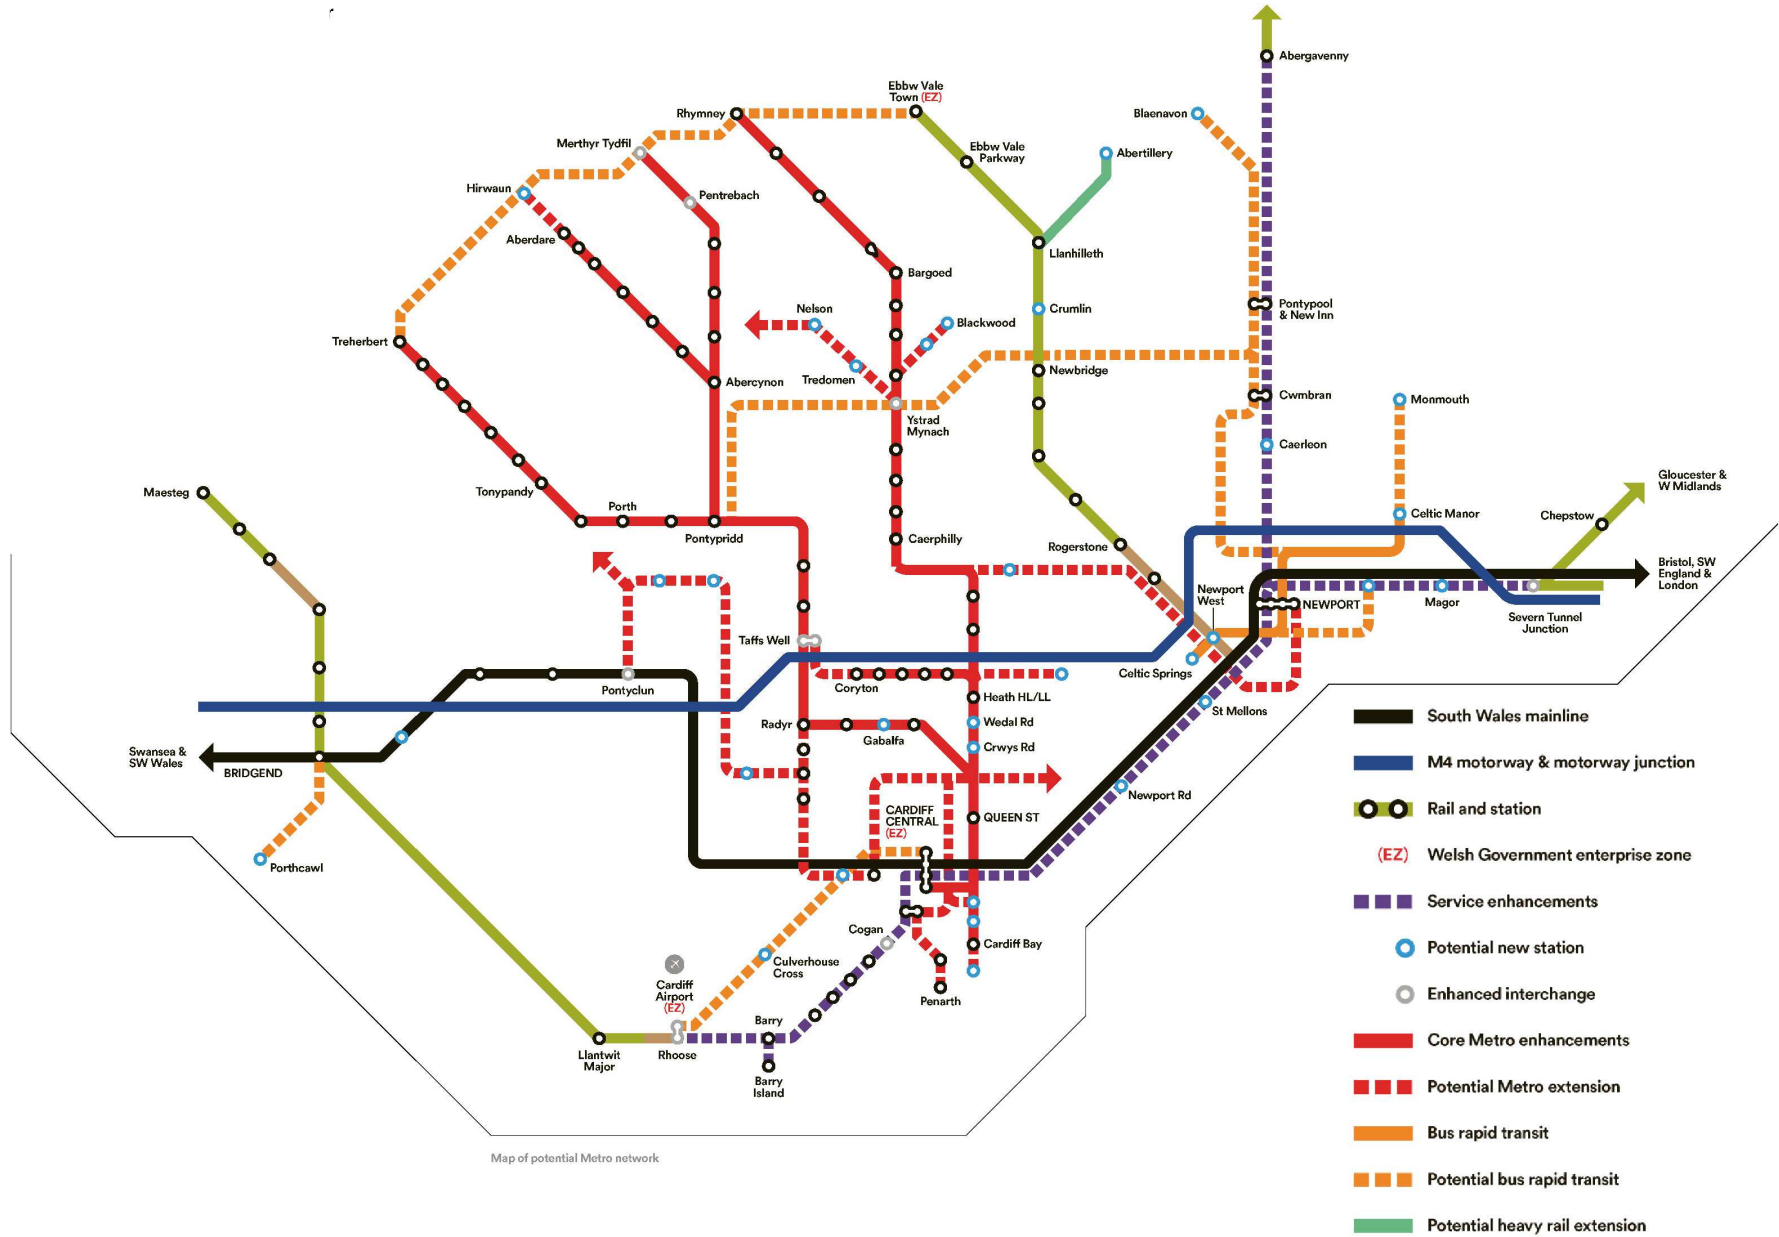 Abergavenny
Ebbw Vale
Town (EZ)
Rhymney
Blaenavon
Merthyr Tydfil
Ebbw Vale
Parkway
Abertillery
Hirwaun
Pentrebach
Aberdare
Llanhilleth
Bargoed
Nelson
Blackwood
Crumlin
Pontypool
& New Inn
Treherbert
Tredomen
Newbridge
Abercynon
Cwmbran
Monmouth
Ystrad
Mynach
Caerleon
Maesteg
Tonypandy
Porth
Gloucester &
W Midlands
Celtic Manor
Chepstow
Pontypridd
Caerphilly
Rogerstone
Bristol, SW
England &
London
Newport
West
NEWPORT
Magor
Severn Tunnel
Junction
Taffs Well
Celtic Springs
Pontyclun
Coryton
Heath HL/LL
St Mellons
Radyr
Gabalfa
Wedal Rd
Crwys Rd
Swansea &
SW Wales
BRIDGEND
Newport Rd
CARDIFF
CENTRAL
(EZ)
QUEEN ST
Porthcawl
Cogan
Cardiff Bay
Culverhouse
Cross
Cardiff
Airport
(EZ)
Penarth
Barry
Llantwit
Major
Rhoose
Barry
Island
Map of potential Metro network
South Wales mainline
M4 motorway & motorway junction
Rail and station
(EZ) Welsh Government enterprise zone
Service enhancements
Potential new station
Enhanced interchange
Core Metro enhancements
Potential Metro extension
Bus rapid transit
Potential bus rapid transit
Potential heavy rail extension